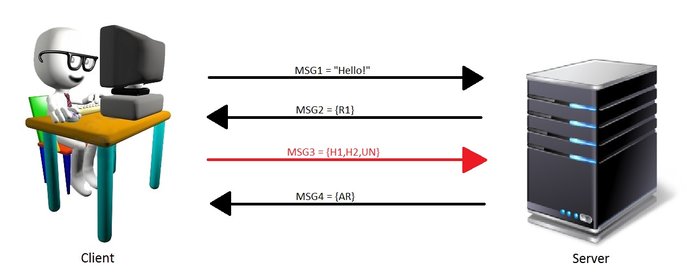 MSG1 = "Hello!"
MSG2 = {R1}
MSG3 = {H1,H2,UN}
MSG4 = {AR}
Client
Server